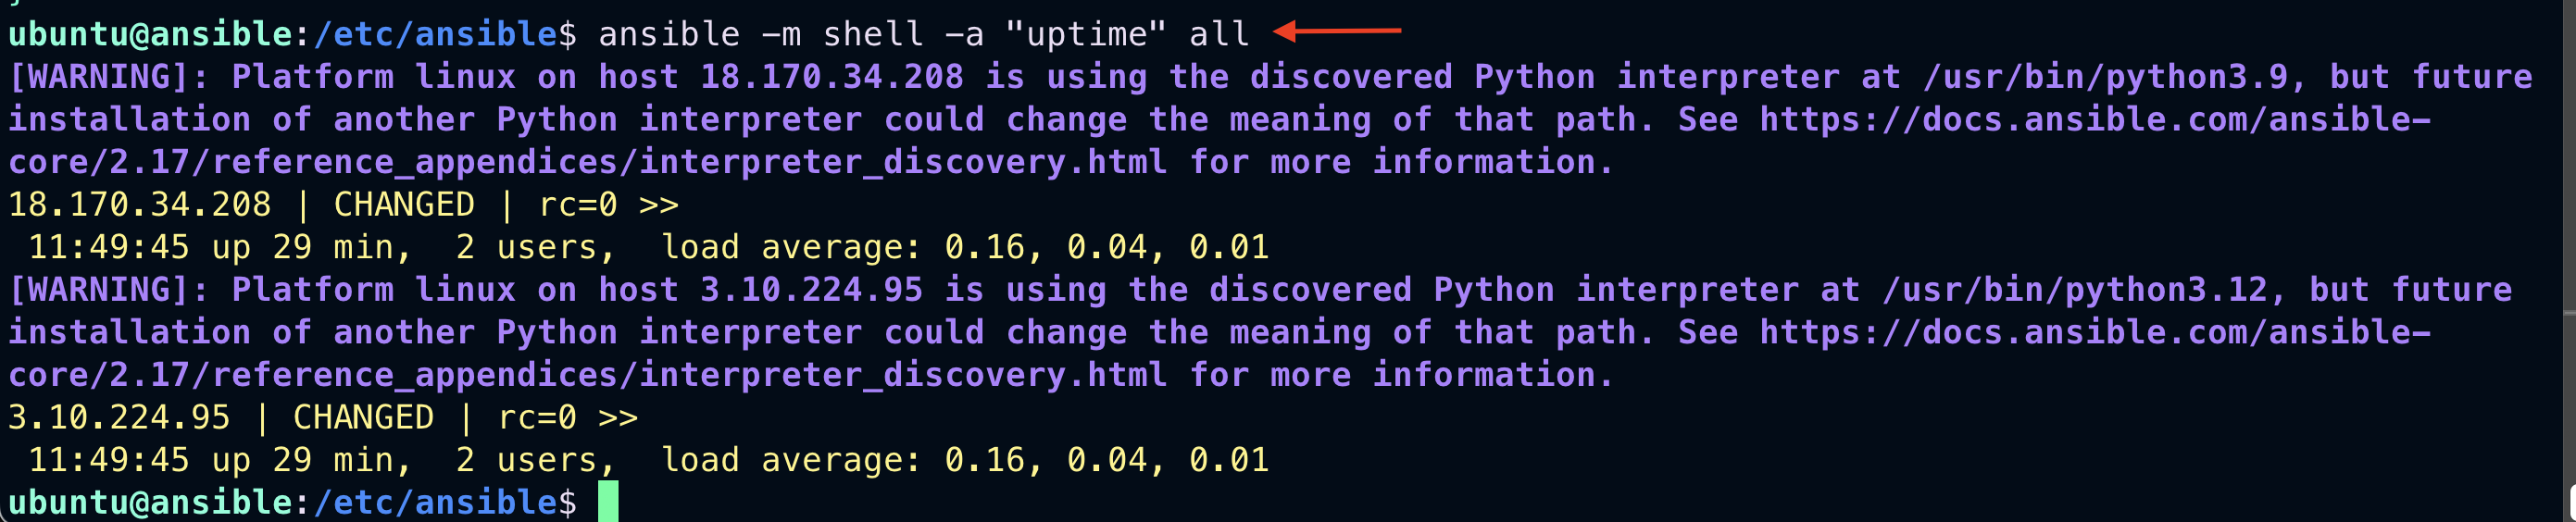 ubuntu@ansible:/etc/ansible$ ansible -m shell -a "uptime" all
[WARNING]: Platform linux on host 18.170.34.208 is using the discovered Python interpreter at /usr/bin/python3.9, but future
installation of another Python interpreter could change the meaning of that path. See https://docs.ansible.com/ansible-
core/2.17/reference_appendices/interpreter_discovery.html for more information.
18.170.34.208 | CHANGED | rc=0 >>
 11:49:45 up 29 min,  2 users,  load average: 0.16, 0.04, 0.01
[WARNING]: Platform linux on host 3.10.224.95 is using the discovered Python interpreter at /usr/bin/python3.12, but future
installation of another Python interpreter could change the meaning of that path. See https://docs.ansible.com/ansible-
core/2.17/reference_appendices/interpreter_discovery.html for more information.
3.10.224.95 | CHANGED | rc=0 >>
 11:49:45 up 29 min,  2 users,  load average: 0.16, 0.04, 0.01
ubuntu@ansible:/etc/ansible$